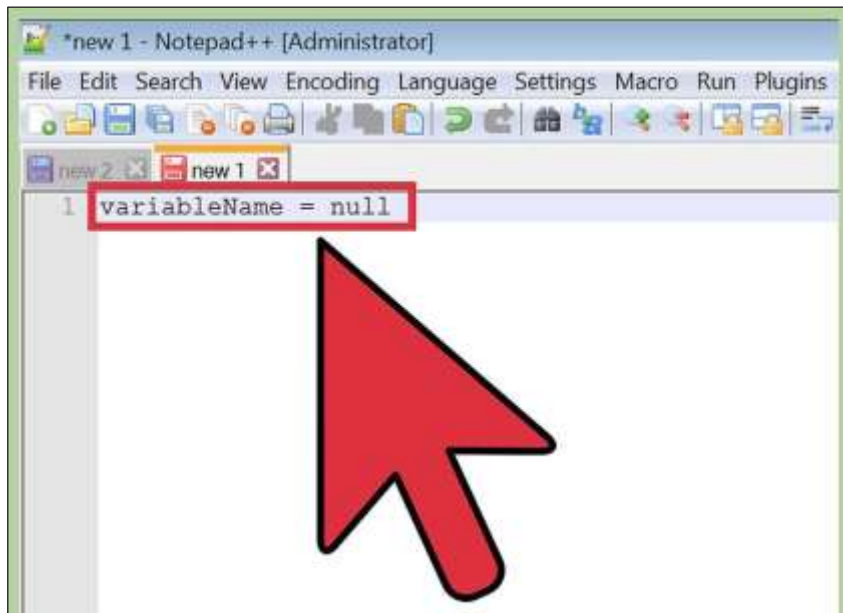 *new 1 - Notepad++ [Administrator]
File Edit Search View Encoding Language Settings Macro Run Plugins
new 2 new 1
1 variableName = null